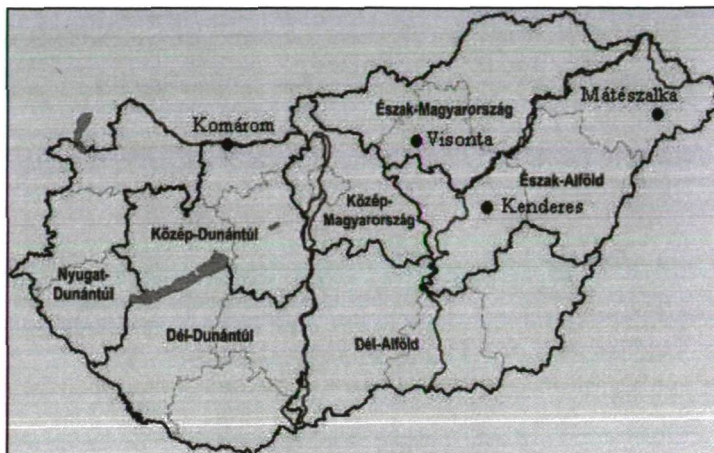 Mátészalka
Észak-Magyarország
Komárom
Visonta
Észak-Alföld
Közép-
Magyarország
Kenderes
Közép-Dunántúl
Nyugat-
Dunántúl
Dél-Dunántúl
Dél-Alföld